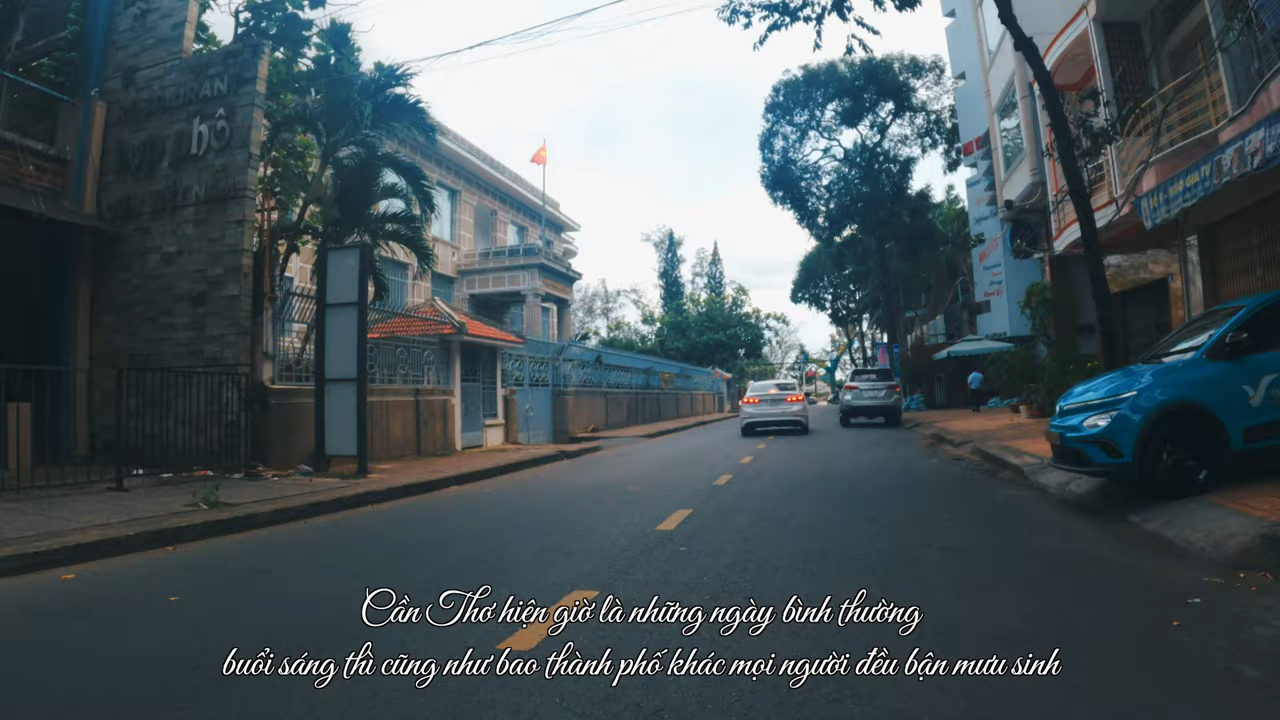 hô
Cần Thơ hiện giờ là những ngày bình thường
buổi sáng thì cũng như bao thành phố khác mọi người đều bận mưu sinh